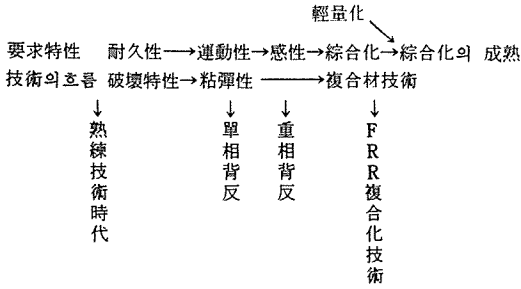 輕量化
要求特性 耐久性→運動性→感性→綜合化→綜合化의 成熟
技術의흐름 破壞特性→粘彈性→複合材技術
↓ ↓ ↓ ↓
熟練技術時代
單相背反
重相背反
FRR複合化技術